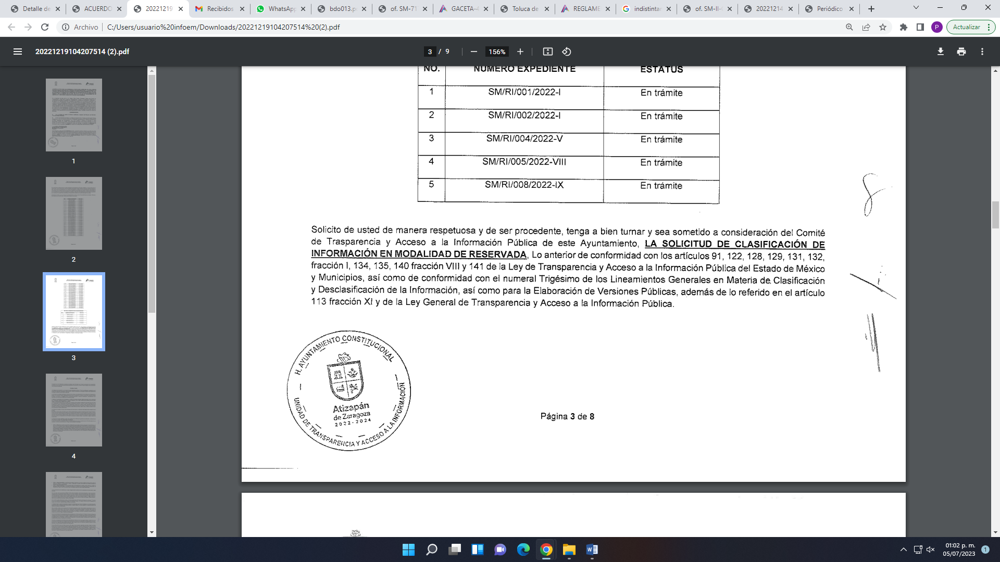 Detalle de
ACUERDO
20221219
Recibidos
WhatsApp
bdo013.p
of. SM-71
GACETA-4
Toluca de
REGLAME
indistintar
of. SM-II-
20221214
Periódico
Archivo
C:/Users/usuario%20infoem/Downloads/20221219104207514%20(2).pdf
P
Actualizar
20221219104207514 (2).pdf
3 / 9
156%
1
2
3
4
NO. NÚMERO EXPEDIENTE ESTATUS
1 SM/RI/001/2022-I En trámite
2 SM/RI/002/2022-I En trámite
3 SM/RI/004/2022-V En trámite
4 SM/RI/005/2022-VIII En trámite
5 SM/RI/008/2022-IX En trámite
Solicito de usted de manera respetuosa y de ser procedente, tenga a bien turnar y sea sometido a consideración del Comité
de Trasparencia y Acceso a la Información Pública de este Ayuntamiento, LA SOLICITUD DE CLASIFICACIÓN DE
INFORMACIÓN EN MODALIDAD DE RESERVADA, Lo anterior de conformidad con los artículos 91, 122, 128, 129, 131, 132,
fracción I, 134, 135, 140 fracción VIII y 141 de la Ley de Transparencia y Acceso a la Información Pública del Estado de México
y Municipios, así como de conformidad con el numeral Trigésimo de los Lineamientos Generales en Materia de Clasificación
y Desclasificación de la Información, así como para la Elaboración de Versiones Públicas, además de lo referido en el artículo
113 fracción XI y de la Ley General de Transparencia y Acceso a la Información Pública.
H. AYUNTAMIENTO CONSTITUCIONAL
Atizapán
de Zaragoza
2022-2024
UNIDAD DE TRANSPARENCIA Y ACCESO A LA INFORMACIÓN
Página 3 de 8
01:02 p. m.
05/07/2023
1